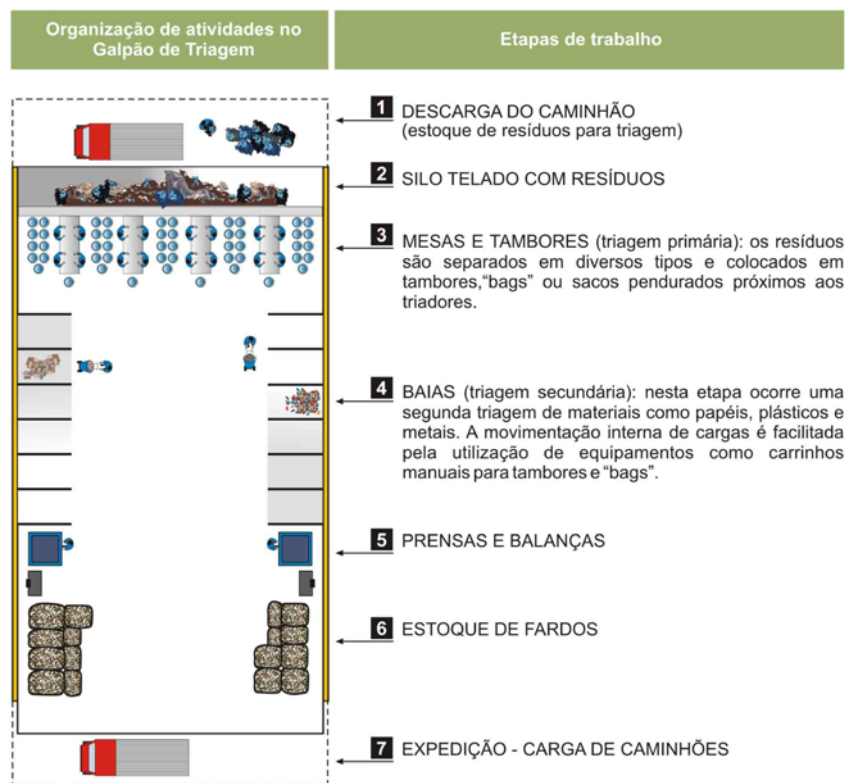 Organização de atividades no
Galpão de Triagem
Etapas de trabalho
1 DESCARGA DO CAMINHÃO
(estoque de resíduos para triagem)
2 SILO TELADO COM RESÍDUOS
3 MESAS E TAMBORES (triagem primária): os resíduos
são separados em diversos tipos e colocados em
tambores,“bags” ou sacos pendurados próximos aos
triadores.
4 BAIAS (triagem secundária): nesta etapa ocorre uma
segunda triagem de materiais como papéis, plásticos e
metais. A movimentação interna de cargas é facilitada
pela utilização de equipamentos como carrinhos
manuais para tambores e “bags”.
5 PRENSAS E BALANÇAS
6 ESTOQUE DE FARDOS
7 EXPEDIÇÃO - CARGA DE CAMINHÕES